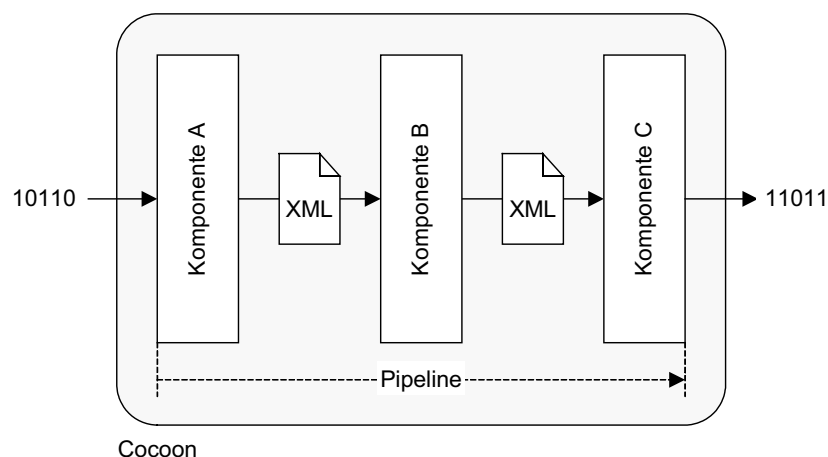 Komponente A
Komponente B
Komponente C
10110
XML
XML
11011
Pipeline
Cocoon